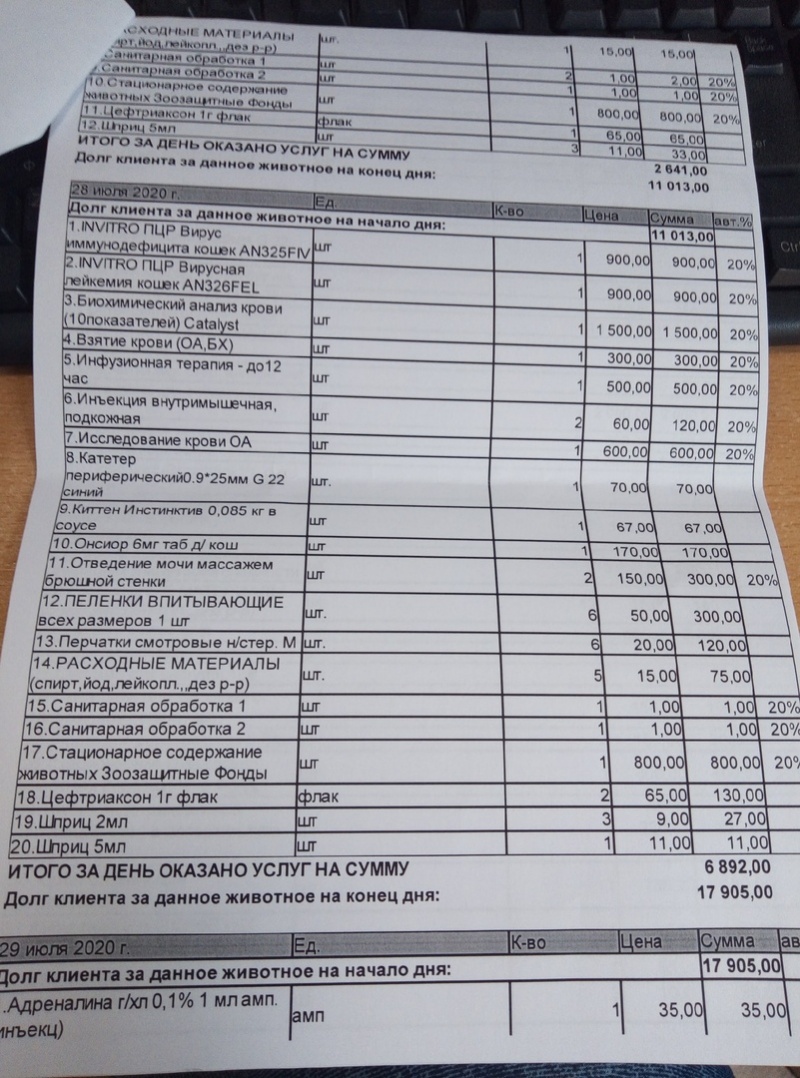 СХОДНЫЕ МАТЕРИАЛЫ шт. 1 15,00 15,00
спирт,йод,лейкопл.,,дез р-р)
Санитарная обработка 1 шт 2 1,00 2,00 20%
Санитарная обработка 2 шт 1 1,00 1,00 20%
10.Стационарное содержание
животных Зоозащитные Фонды шт 1 800,00 800,00 20%
11.Цефтриаксон 1г флак флак 1 65,00 65,00
12.Шприц 5мл шт 3 11,00 33,00
ИТОГО ЗА ДЕНЬ ОКАЗАНО УСЛУГ НА СУММУ 2 641,00
Долг клиента за данное животное на конец дня: 11 013,00
28 июля 2020 г. Ед. К-во Цена Сумма авт.%
Долг клиента за данное животное на начало дня: 11 013,00
1.INVITRO ПЦР Вирус
иммунодефицита кошек AN325FIV шт 1 900,00 900,00 20%
2.INVITRO ПЦР Вирусная
лейкемия кошек AN326FEL шт 1 900,00 900,00 20%
3.Биохимический анализ крови
(10показателей) Catalyst шт 1 1 500,00 1 500,00 20%
4.Взятие крови (ОА,БХ) шт 1 300,00 300,00 20%
5.Инфузионная терапия - до12
час шт 1 500,00 500,00 20%
6.Инъекция внутримышечная,
подкожная шт 2 60,00 120,00 20%
7.Исследование крови ОА шт 1 600,00 600,00 20%
8.Катетер
периферический0.9*25мм G 22 шт. 1 70,00 70,00
синий
9.Киттен Инстинктив 0,085 кг в
соусе шт 1 67,00 67,00
10.Онсиор 6мг таб д/ кош шт 1 170,00 170,00
11.Отведение мочи массажем
брюшной стенки шт 2 150,00 300,00 20%
12.ПЕЛЕНКИ ВПИТЫВАЮЩИЕ
всех размеров 1 шт шт. 6 50,00 300,00
13.Перчатки смотровые н/стер. М шт. 6 20,00 120,00
14.РАСХОДНЫЕ МАТЕРИАЛЫ
(спирт,йод,лейкопл.,,дез р-р) шт. 5 15,00 75,00
15.Санитарная обработка 1 шт 1 1,00 1,00 20%
16.Санитарная обработка 2 шт 1 1,00 1,00 20%
17.Стационарное содержание
животных Зоозащитные Фонды шт 1 800,00 800,00 20%
18.Цефтриаксон 1г флак флак 2 65,00 130,00
19.Шприц 2мл шт 3 9,00 27,00
20.Шприц 5мл шт 1 11,00 11,00
ИТОГО ЗА ДЕНЬ ОКАЗАНО УСЛУГ НА СУММУ 6 892,00
Долг клиента за данное животное на конец дня: 17 905,00
29 июля 2020 г. Ед. К-во Цена Сумма ав
Долг клиента за данное животное на начало дня: 17 905,00
.Адреналина г/хл 0,1% 1 мл амп. амп 1 35,00 35,00
инъекц)